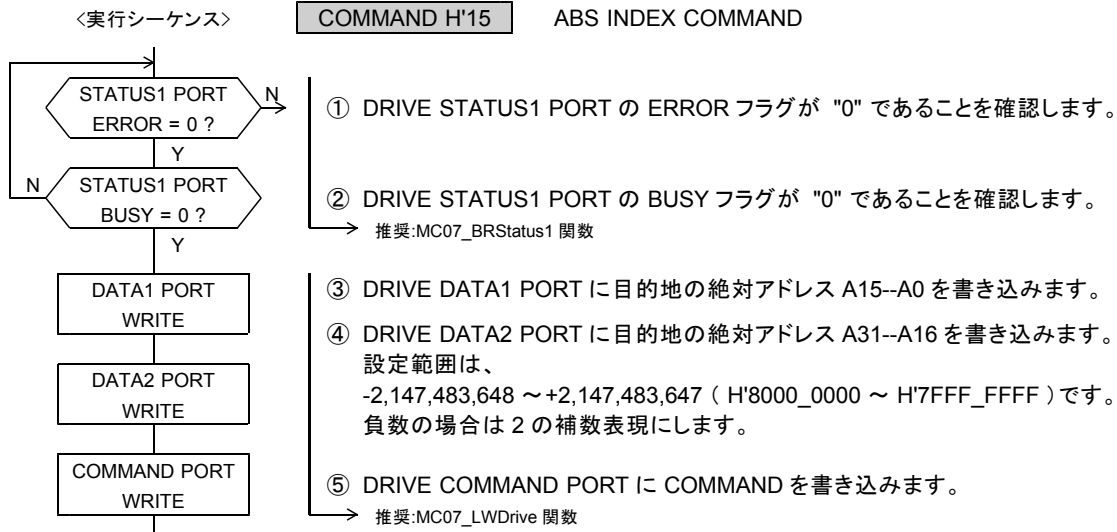 <実行シーケンス>
COMMAND H'15
ABS INDEX COMMAND
STATUS1 PORT
ERROR = 0 ?
N
Y
① DRIVE STATUS1 PORT の ERROR フラグが "0" であることを確認します。
N
STATUS1 PORT
BUSY = 0 ?
Y
② DRIVE STATUS1 PORT の BUSY フラグが "0" であることを確認します。
推奨:MC07_BRStatus1 関数
DATA1 PORT
WRITE
③ DRIVE DATA1 PORT に目的地の絶対アドレス A15--A0 を書き込みます。
DATA2 PORT
WRITE
④ DRIVE DATA2 PORT に目的地の絶対アドレス A31--A16 を書き込みます。
設定範囲は、
-2,147,483,648 ～+2,147,483,647 ( H'8000_0000 ～ H'7FFF_FFFF ) です。
負数の場合は 2 の補数表現にします。
COMMAND PORT
WRITE
⑤ DRIVE COMMAND PORT に COMMAND を書き込みます。
推奨:MC07_LWDrive 関数